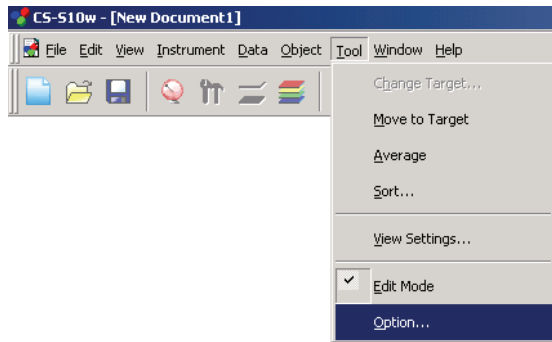 CS-S10w - [New Document1]
File Edit View Instrument Data Object Tool Window Help
Change Target...
Move to Target
Average
Sort...
View Settings...
Edit Mode
Option...